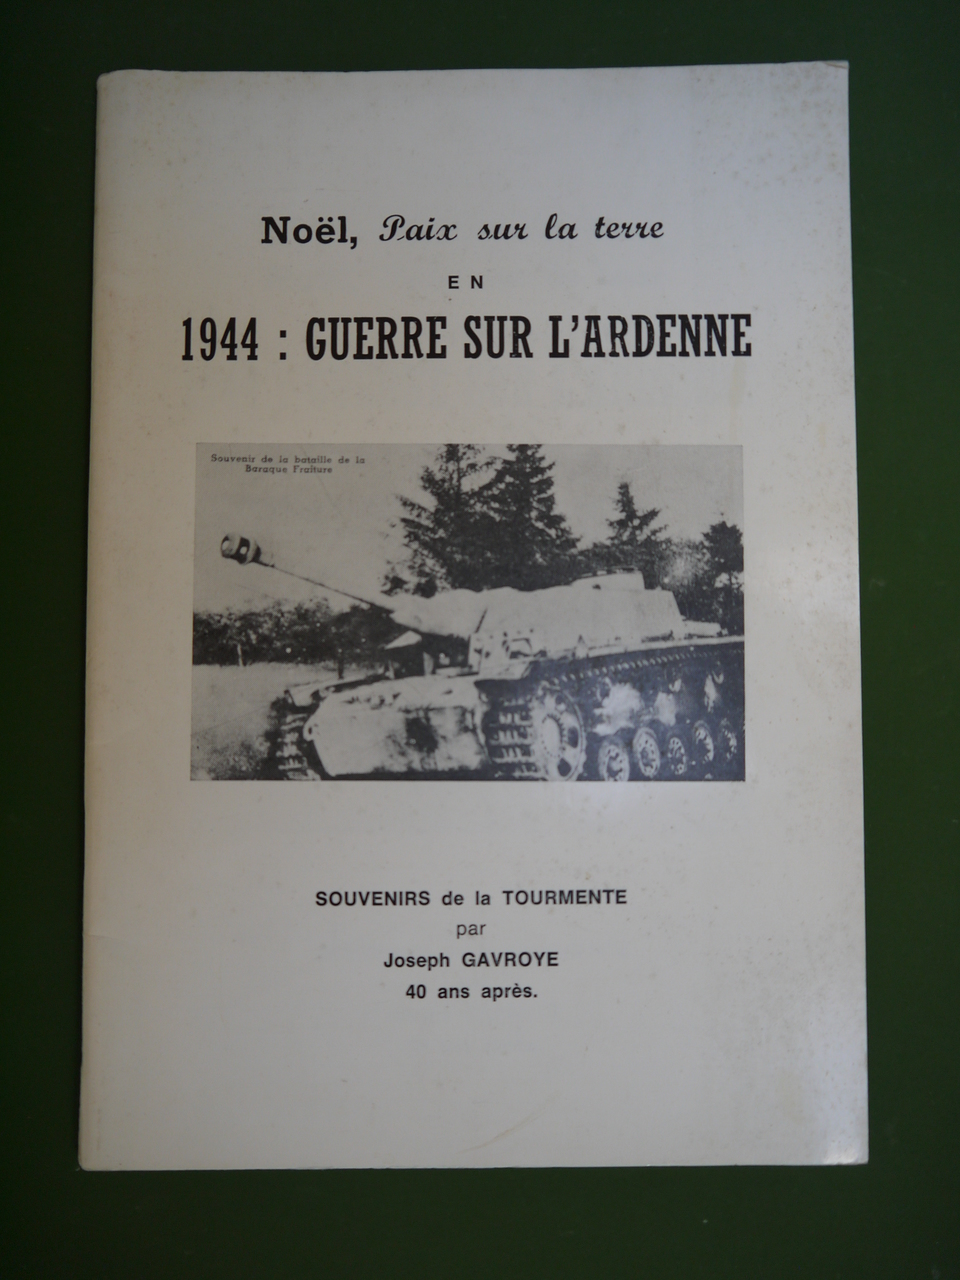 Noël, Paix sur la terre
EN
1944 : GUERRE SUR L'ARDENNE
Souvenir de la bataille de la
Baraque Fraiture
SOUVENIRS de la TOURMENTE
par
Joseph GAVROYE
40 ans après.